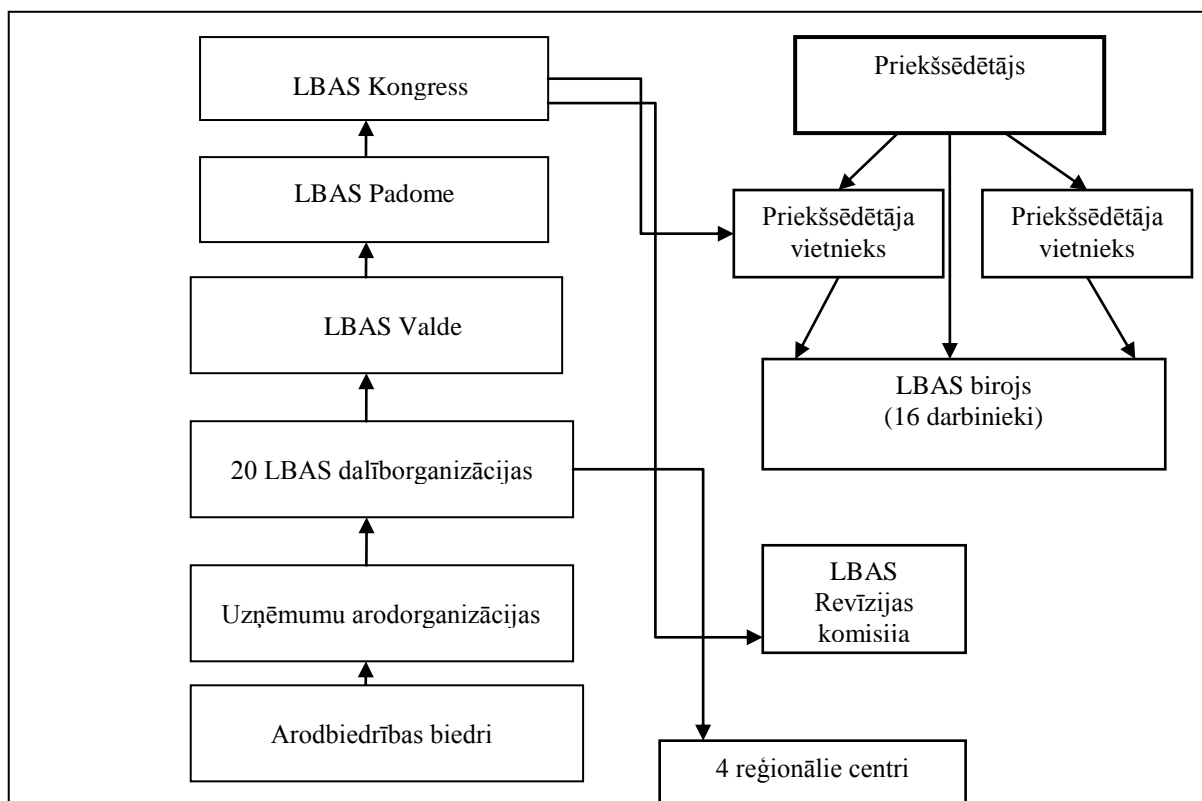 LBAS Kongress
LBAS Padome
LBAS Valde
20 LBAS dalīborganizācijas
Uzņēmumu arodorganizācijas
Arodbiedrības biedri
Priekšsēdētājs
Priekšsēdētāja
vietnieks
Priekšsēdētāja
vietnieks
LBAS birojs
(16 darbinieki)
LBAS
Revīzijas
komisija
4 reģionālie centri